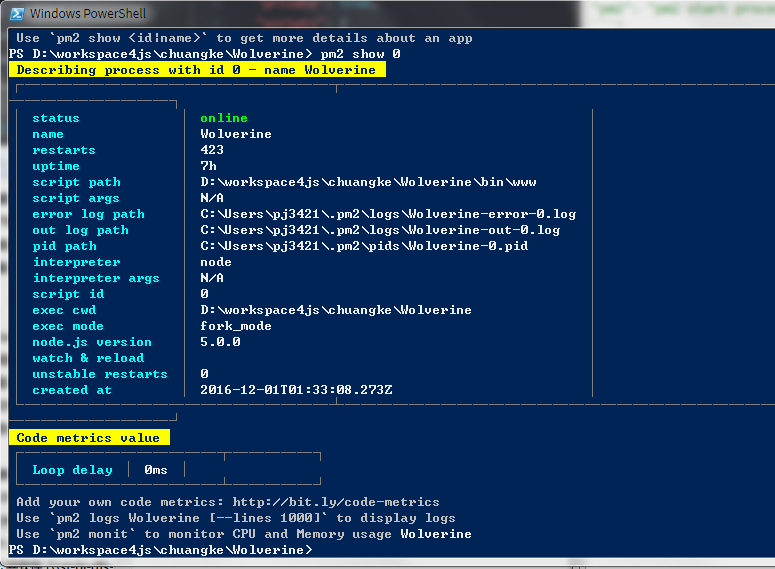 "pm2": "pm2 start proce
Windows PowerShell
Use `pm2 show <id|name>` to get more details about an app
PS D:\workspace4js\chuangke\Wolverine> pm2 show 0
Describing process with id 0 - name Wolverine
status online
name Wolverine
restarts 423
uptime 7h
script path D:\workspace4js\chuangke\Wolverine\bin\www
script args N/A
error log path C:\Users\pj3421\.pm2\logs\Wolverine-error-0.log
out log path C:\Users\pj3421\.pm2\logs\Wolverine-out-0.log
pid path C:\Users\pj3421\.pm2\pids\Wolverine-0.pid
interpreter node
interpreter args N/A
script id 0
exec cwd D:\workspace4js\chuangke\Wolverine
exec mode fork_mode
node.js version 5.0.0
watch & reload
unstable restarts 0
created at 2016-12-01T01:33:08.273Z
Code metrics value
Loop delay 0ms
Add your own code metrics: http://bit.ly/code-metrics
Use `pm2 logs Wolverine [--lines 1000]` to display logs
Use `pm2 monit` to monitor CPU and Memory usage Wolverine
PS D:\workspace4js\chuangke\Wolverine>